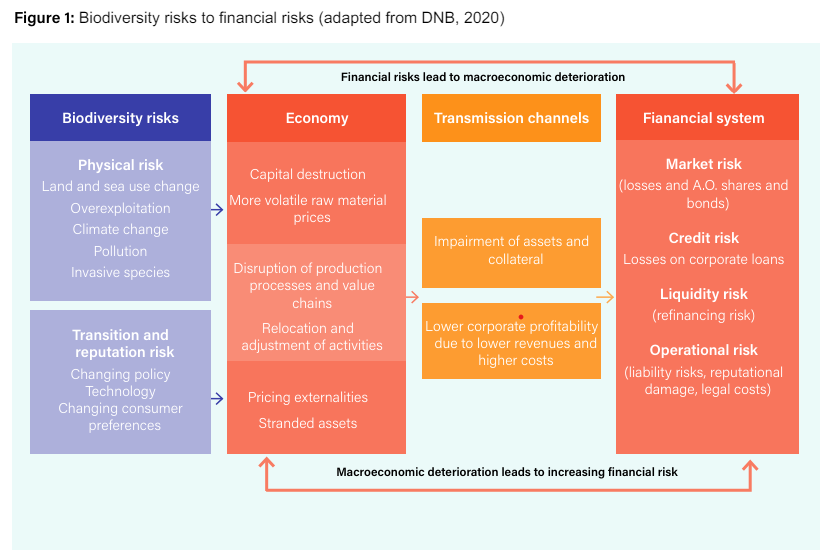 Figure 1: Biodiversity risks to financial risks (adapted from DNB, 2020)
Financial risks lead to macroeconomic deterioration
Biodiversity risks
Physical risk
Land and sea use change
Overexploitation
Climate change
Pollution
Invasive species
Transition and
reputation risk
Changing policy
Technology
Changing consumer
preferences
Economy
Capital destruction
More volatile raw material
prices
Disruption of production
processes and value
chains
Relocation and
adjustment of activities
Pricing externalities
Stranded assets
Transmission channels
Impairment of assets and
collateral
Lower corporate profitability
due to lower revenues and
higher costs
Fianancial system
Market risk
(losses and A.O. shares and
bonds)
Credit risk
Losses on corporate loans
Liquidity risk
(refinancing risk)
Operational risk
(liability risks, reputational
damage, legal costs)
Macroeconomic deterioration leads to increasing financial risk